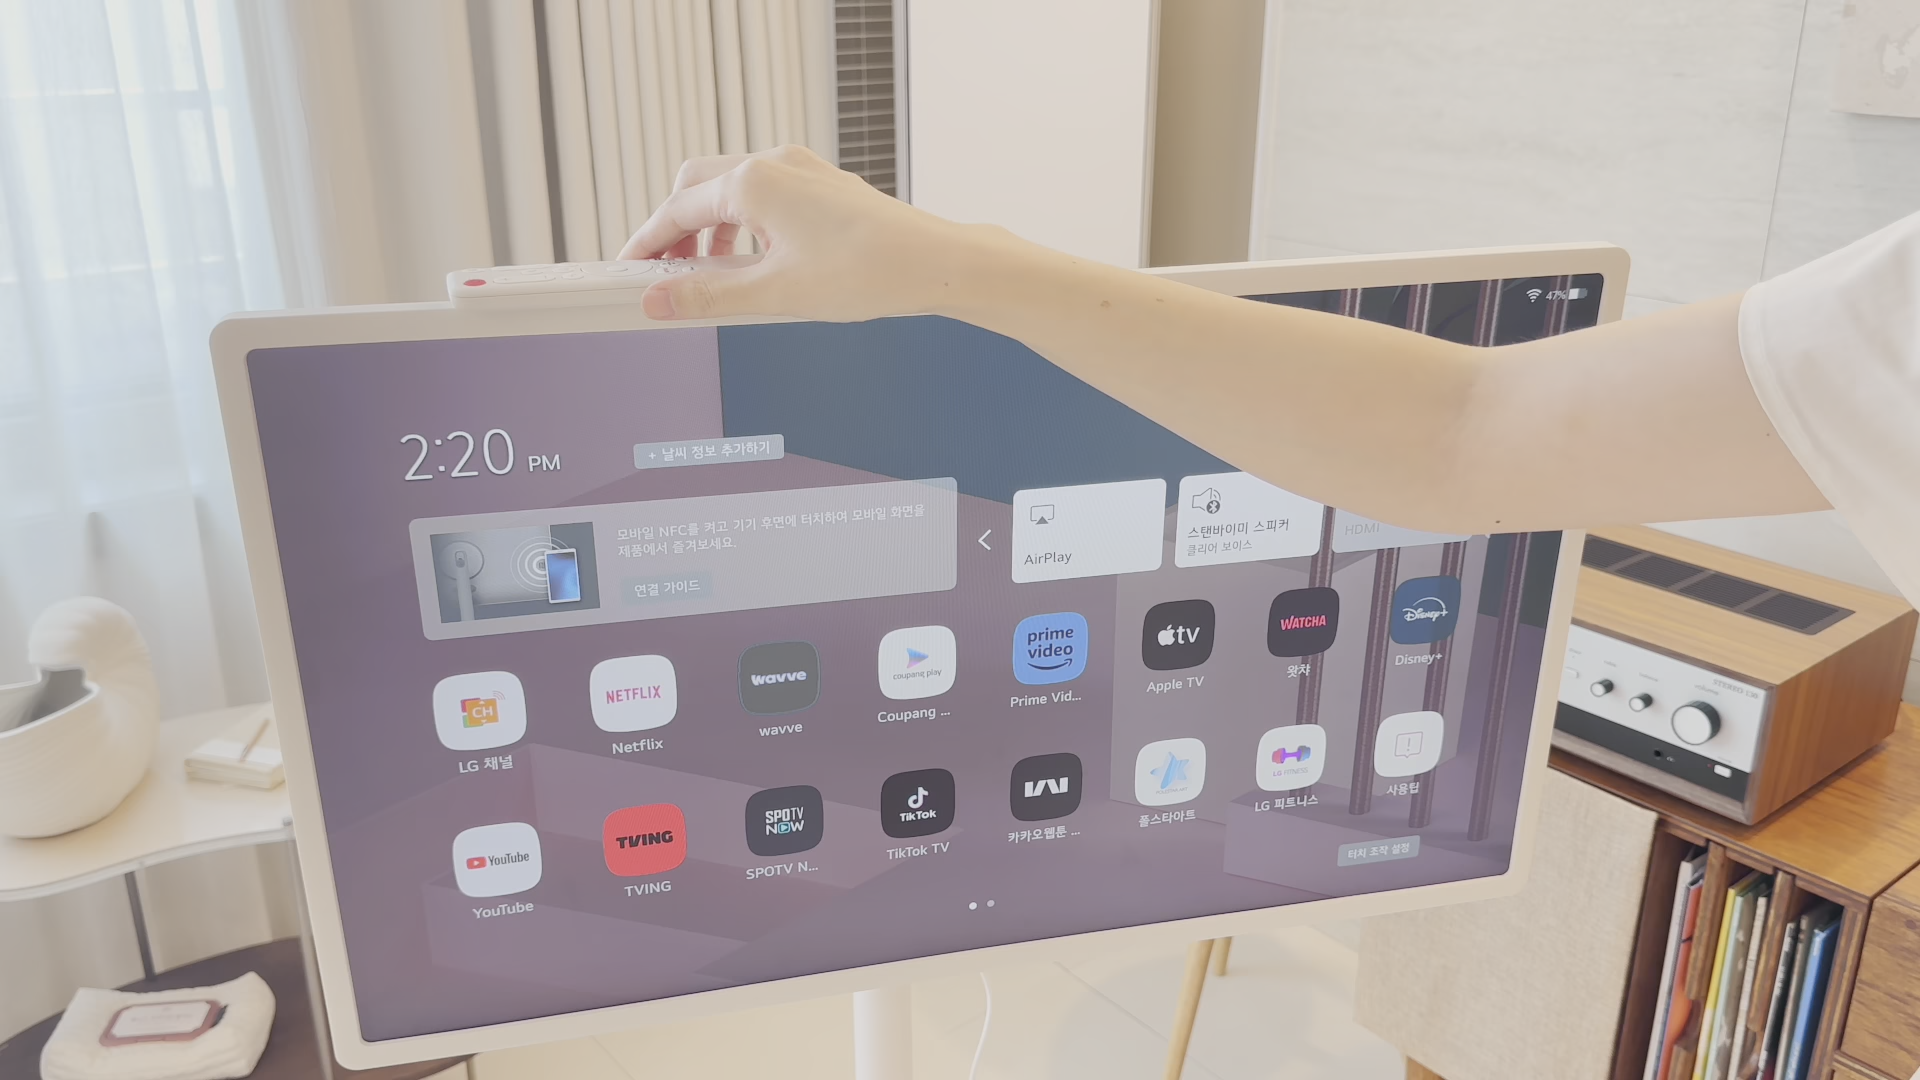 47%
2:20 PM
+ 날씨 정보 추가하기
모바일 NFC를 켜고 기기 후면에 터치하여 모바일 화면을
제품에서 즐겨보세요.
연결 가이드
AirPlay
스탠바이미 스피커
클리어 보이스
HDMI
CH
LG 채널
NETFLIX
Netflix
wavve
wavve
coupang play
Coupang ...
prime
video
Prime Vid...
tv
Apple TV
WATCHA
왓챠
Disney+
Disney+
YouTube
YouTube
TVING
TVING
SPOTV
NOW
SPOTV N...
TikTok
TikTok TV
카카오웹툰 ...
폴스타아트
LG FITNESS
LG 피트니스
사용팁
터치 조작 설정